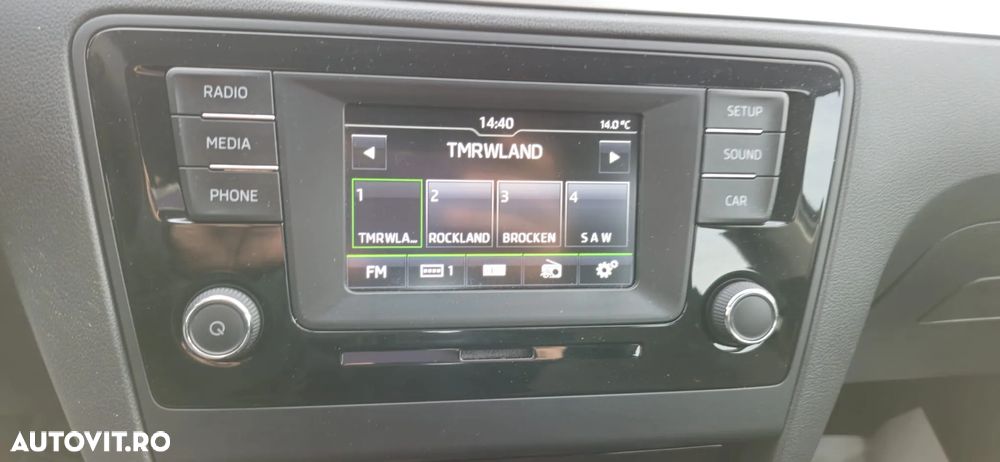 RADIO
MEDIA
PHONE
14:40 14.0°C
TMRWLAND
1 2 3 4
TMRWLA... ROCKLAND BROCKEN S A W
FM 1
SETUP
SOUND
CAR
AUTOVIT.RO